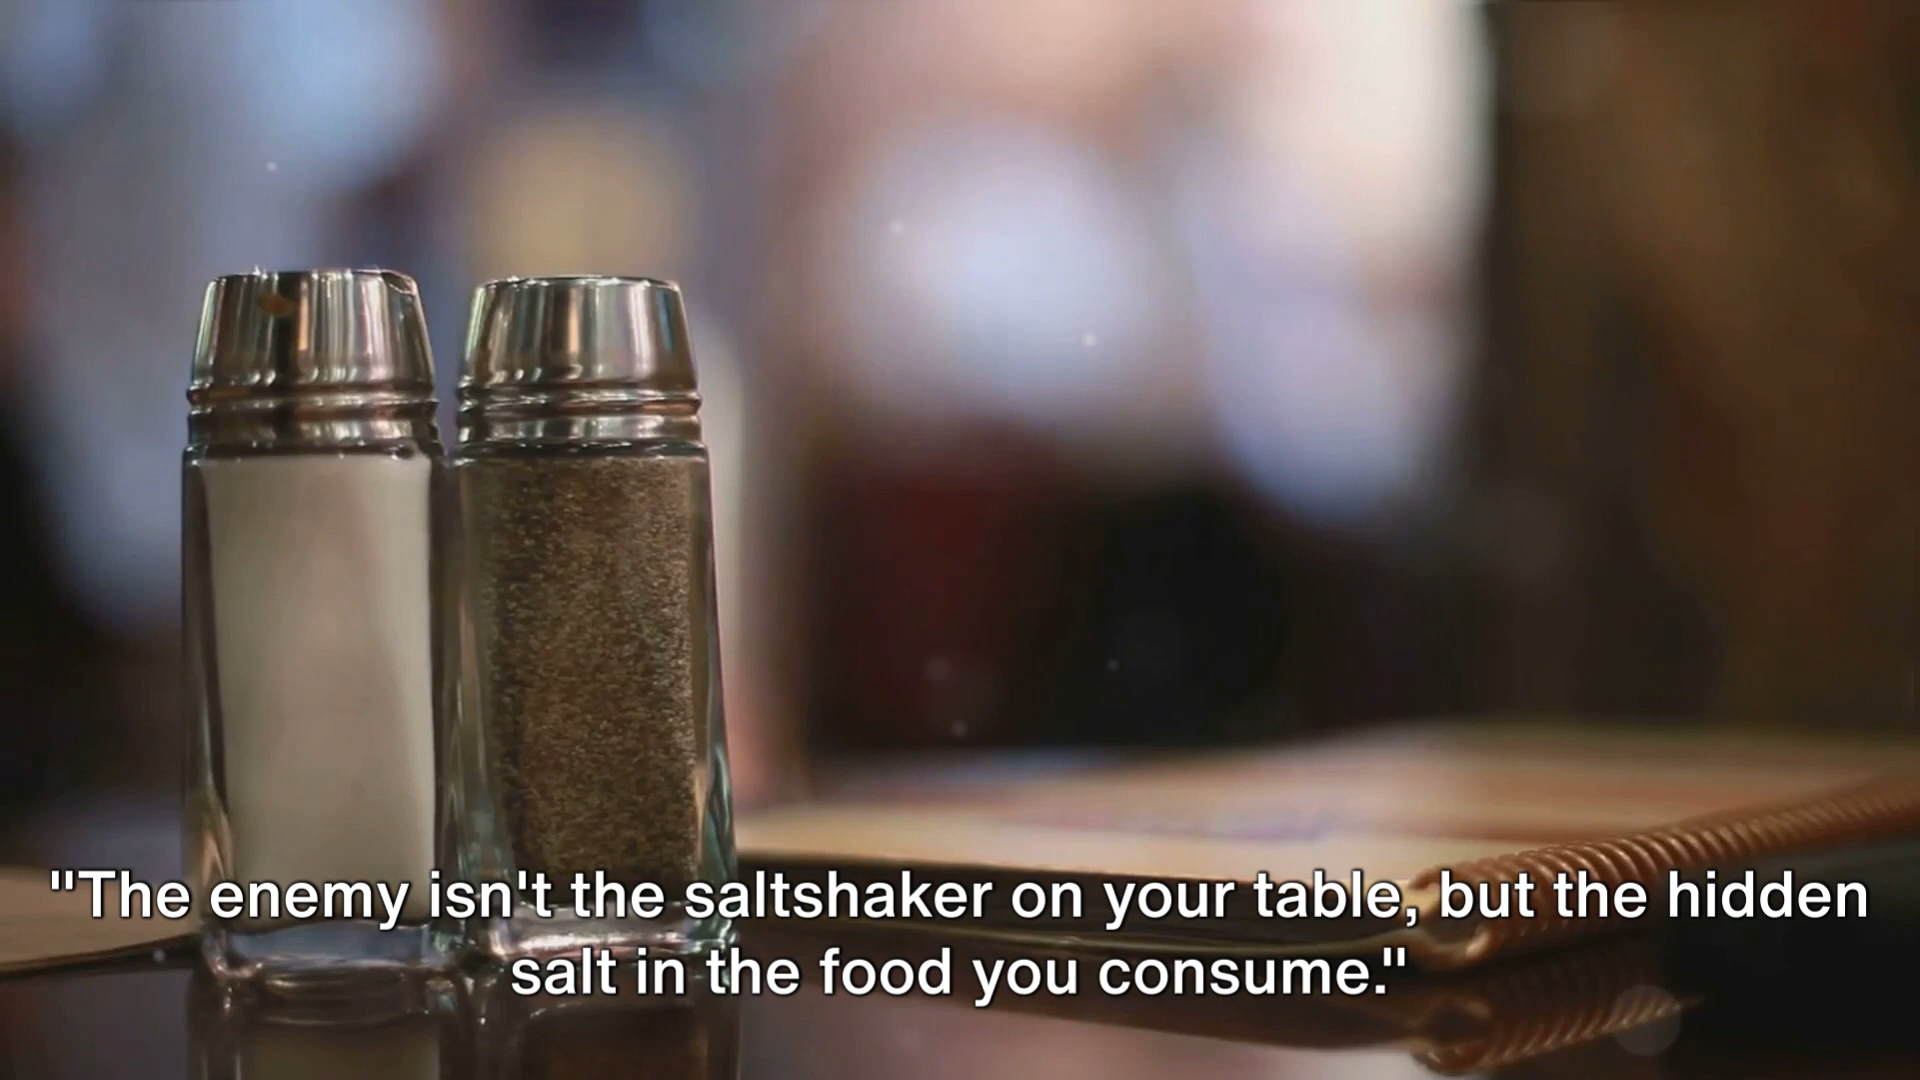 "The enemy isn't the saltshaker on your table, but the hidden
salt in the food you consume."